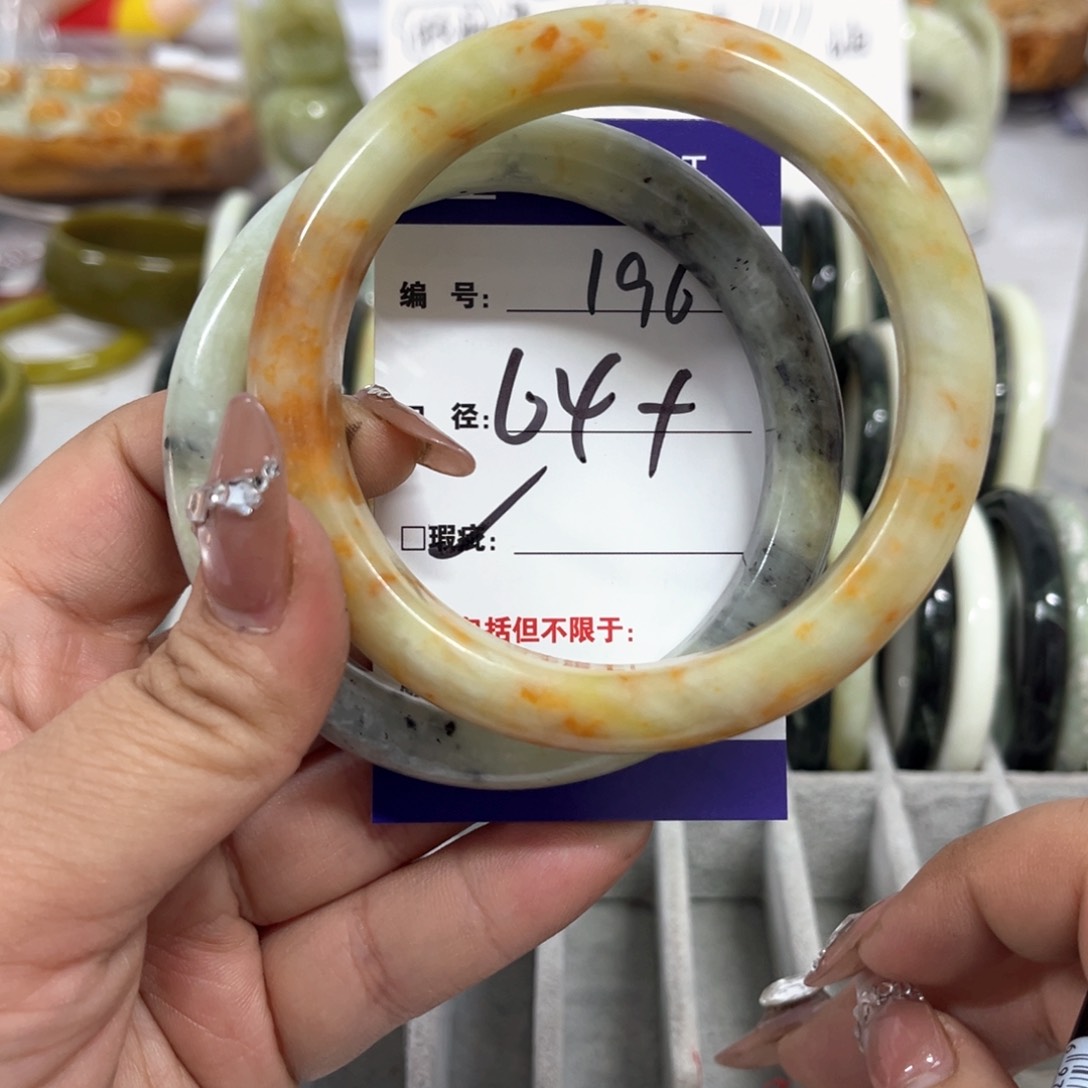 编 号: 196
径: 64+
□瑕疵:
括但不限于: